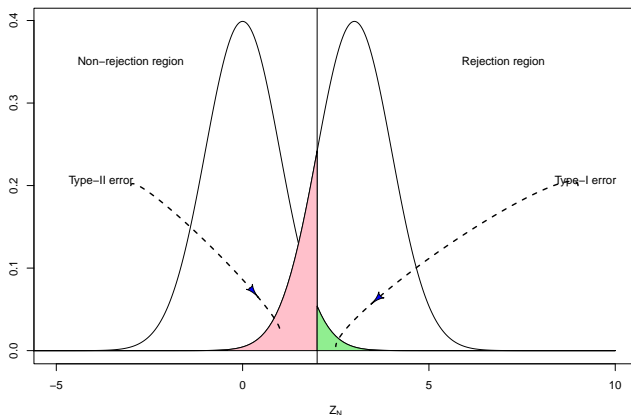 0.4
Non−rejection region
Rejection region
0.3
Type−II error
Type−I error
0.2
0.1
0.0
−5
0
5
10
Z_N